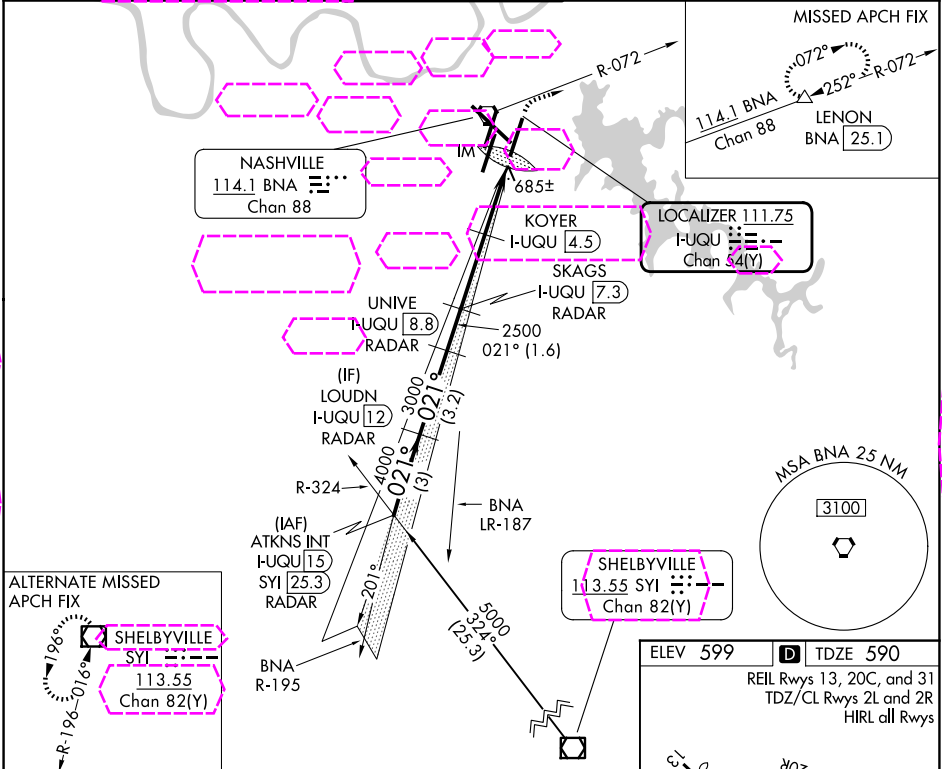 MISSED APCH FIX
072°
252°
R-072
114.1 BNA
Chan 88
LENON
BNA 25.1
R-072
NASHVILLE
114.1 BNA
Chan 88
IM
685±
KOYER
I-UQU 4.5
LOCALIZER 111.75
I-UQU
Chan 54(Y)
SKAGS
I-UQU 7.3
RADAR
UNIVE
I-UQU 8.8
RADAR
2500
021° (1.6)
(IF)
LOUDN
I-UQU 12
RADAR
3000
021°
(3.2)
4000
021°
(3)
R-324
BNA
LR-187
(IAF)
ATKNS INT
I-UQU 15
SYI 25.3
RADAR
201°
BNA
R-195
5000
324°
(25.3)
SHELBYVILLE
113.55 SYI
Chan 82(Y)
MSA BNA 25 NM
3100
ALTERNATE MISSED
APCH FIX
SHELBYVILLE
SYI
113.55
Chan 82(Y)
196°
016°
R-196
ELEV 599
D
TDZE 590
REIL Rwys 13, 20C, and 31
TDZ/CL Rwys 2L and 2R
HIRL all Rwys
13
20R